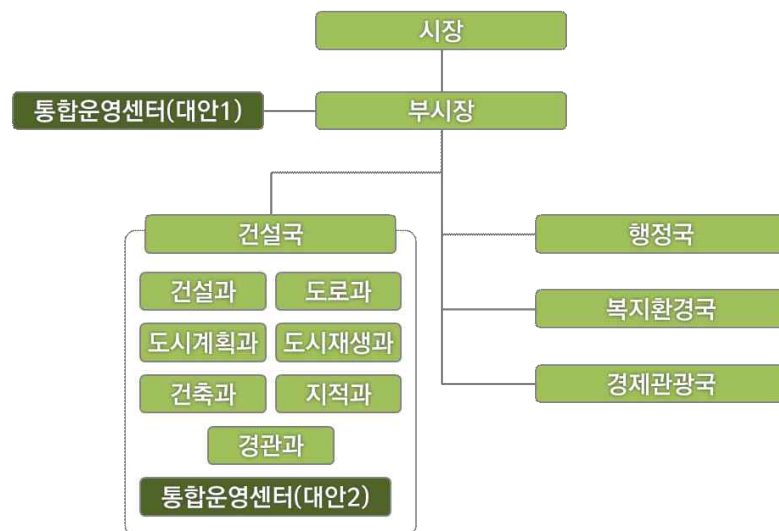 시장
통합운영센터(대안1)
부시장
건설국
행정국
건설과
도로과
복지환경국
도시계획과
도시재생과
건축과
지적과
경제관광국
경관과
통합운영센터(대안2)